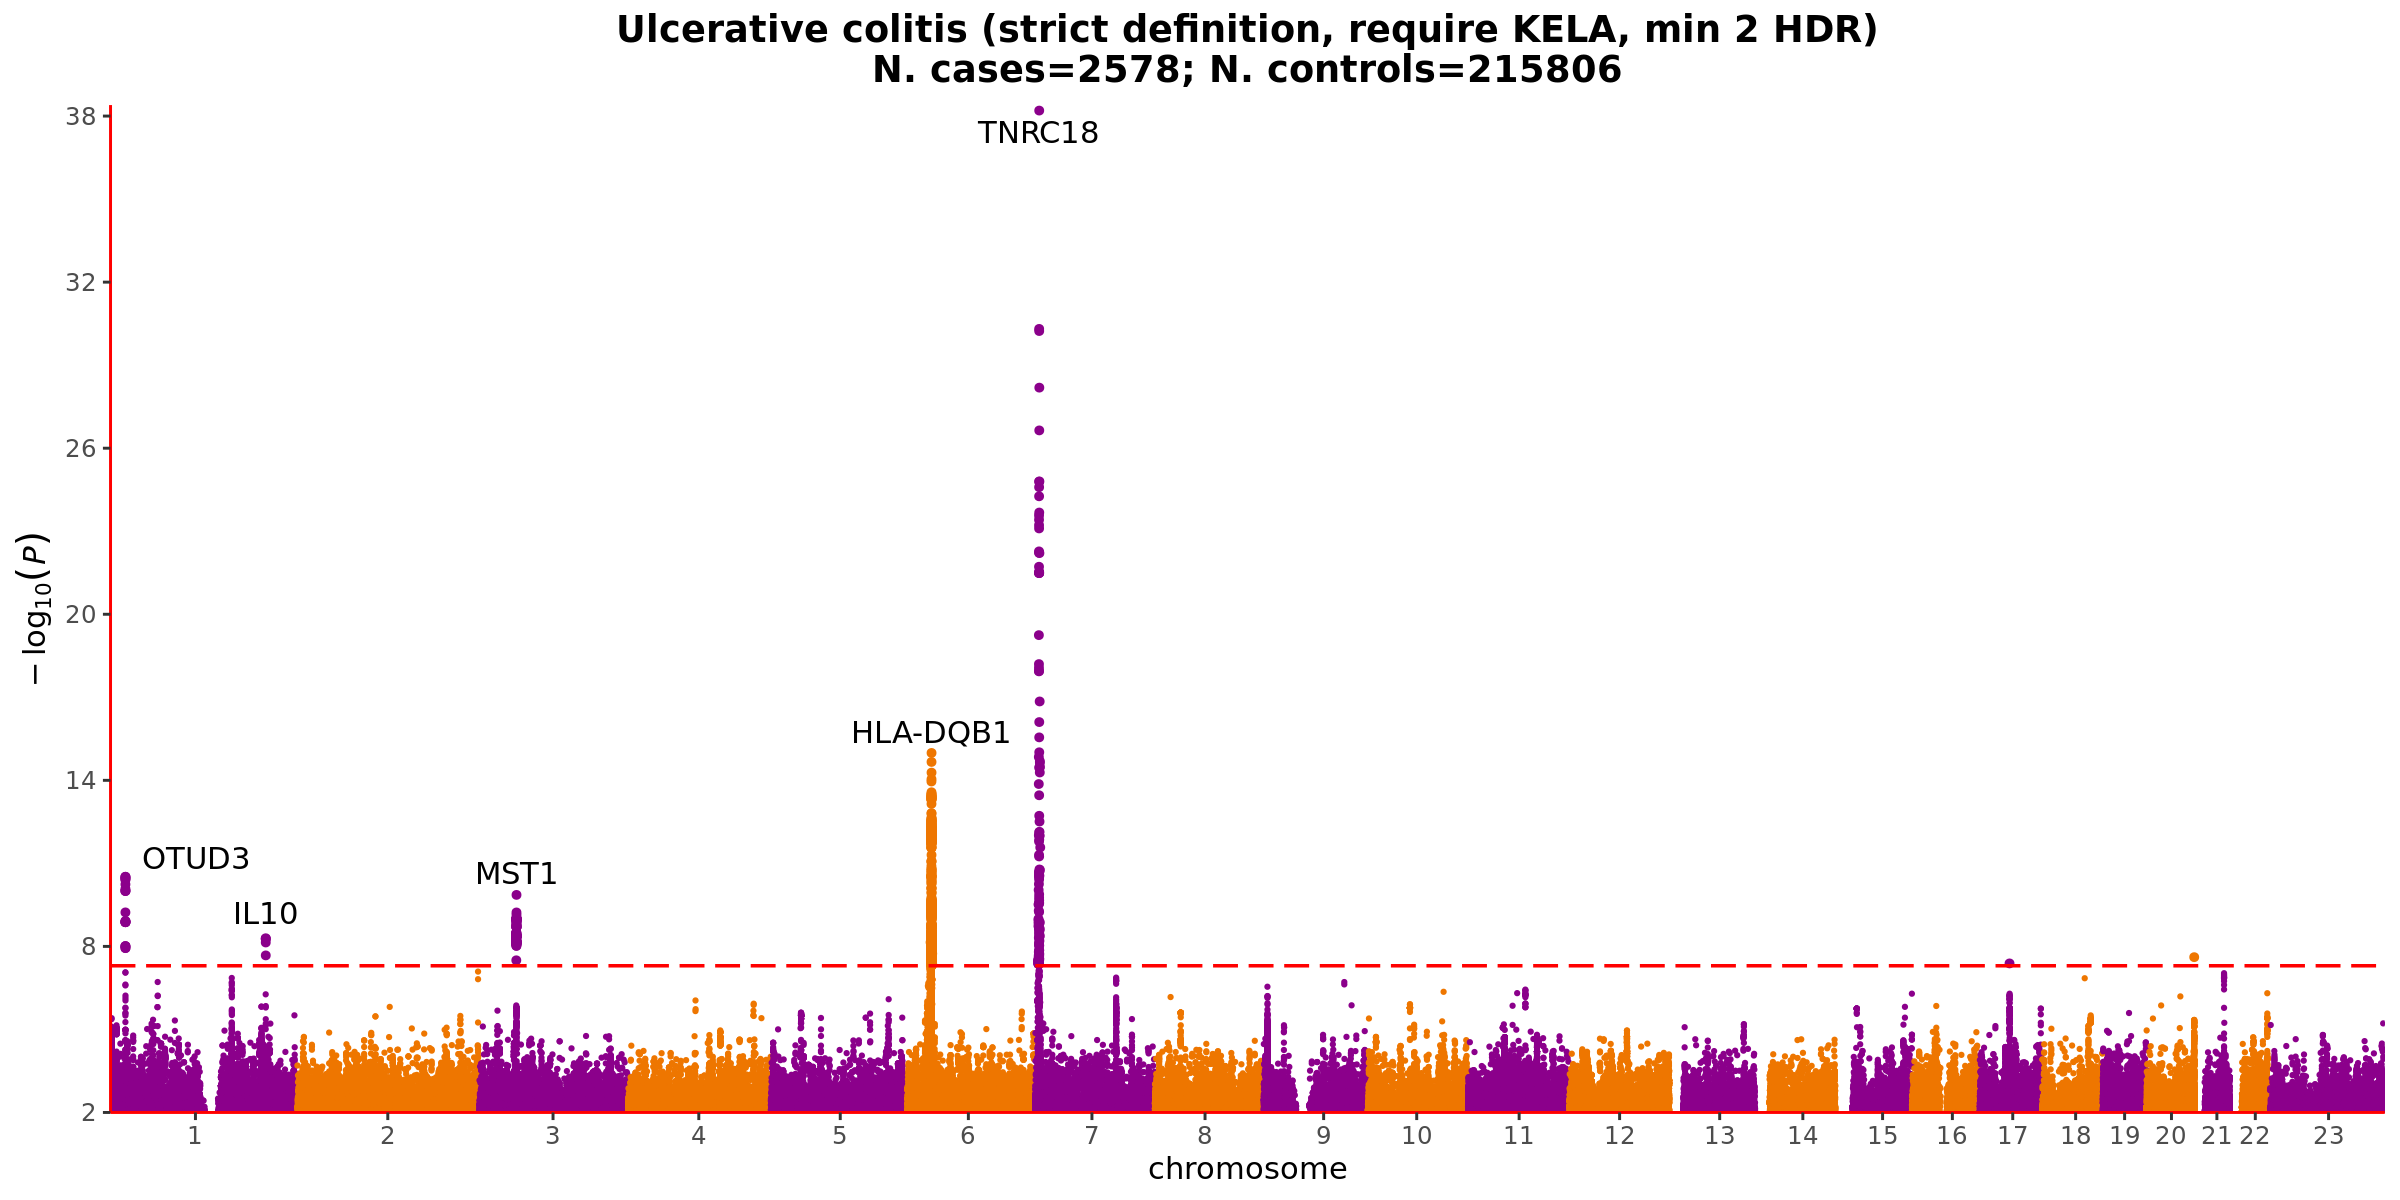 Ulcerative colitis (strict definition, require KELA, min 2 HDR)
N. cases=2578; N. controls=215806
38
TNRC18
32
26
20
− log10(P)
HLA-DQB1
14
OTUD3
MST1
IL10
8
2
1 2 3 4 5 6 7 8 9 10 11 12 13 14 15 16 17 18 19 20 21 22 23
chromosome